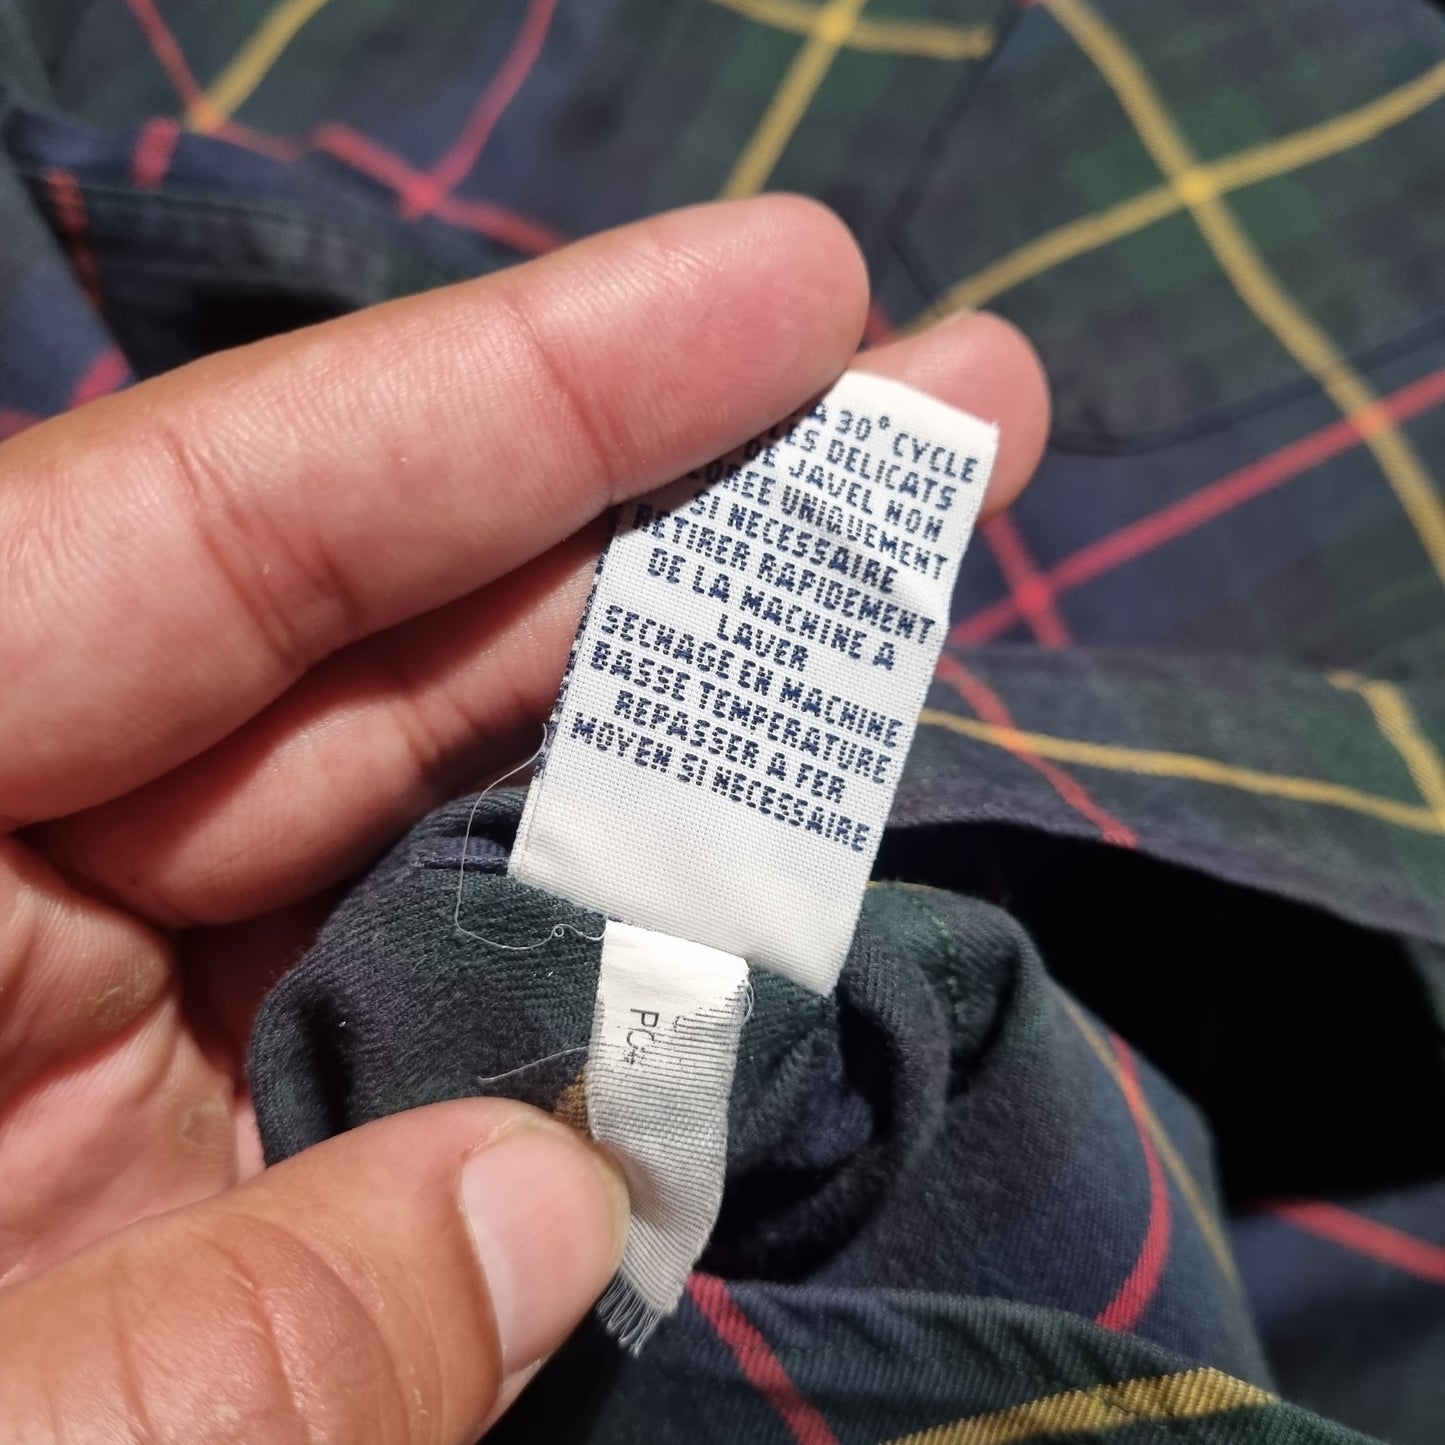 A 30° CYCLE
LES DELICATS
DE JAVEL NON
UNIQUEMENT
SI NECESSAIRE
RETIRER RAPIDEMENT
DE LA MACHINE A
LAVER
SECHAGE EN MACHINE
BASSE TEMPERATURE
REPASSER A FER
MOYEN SI NECESSAIRE